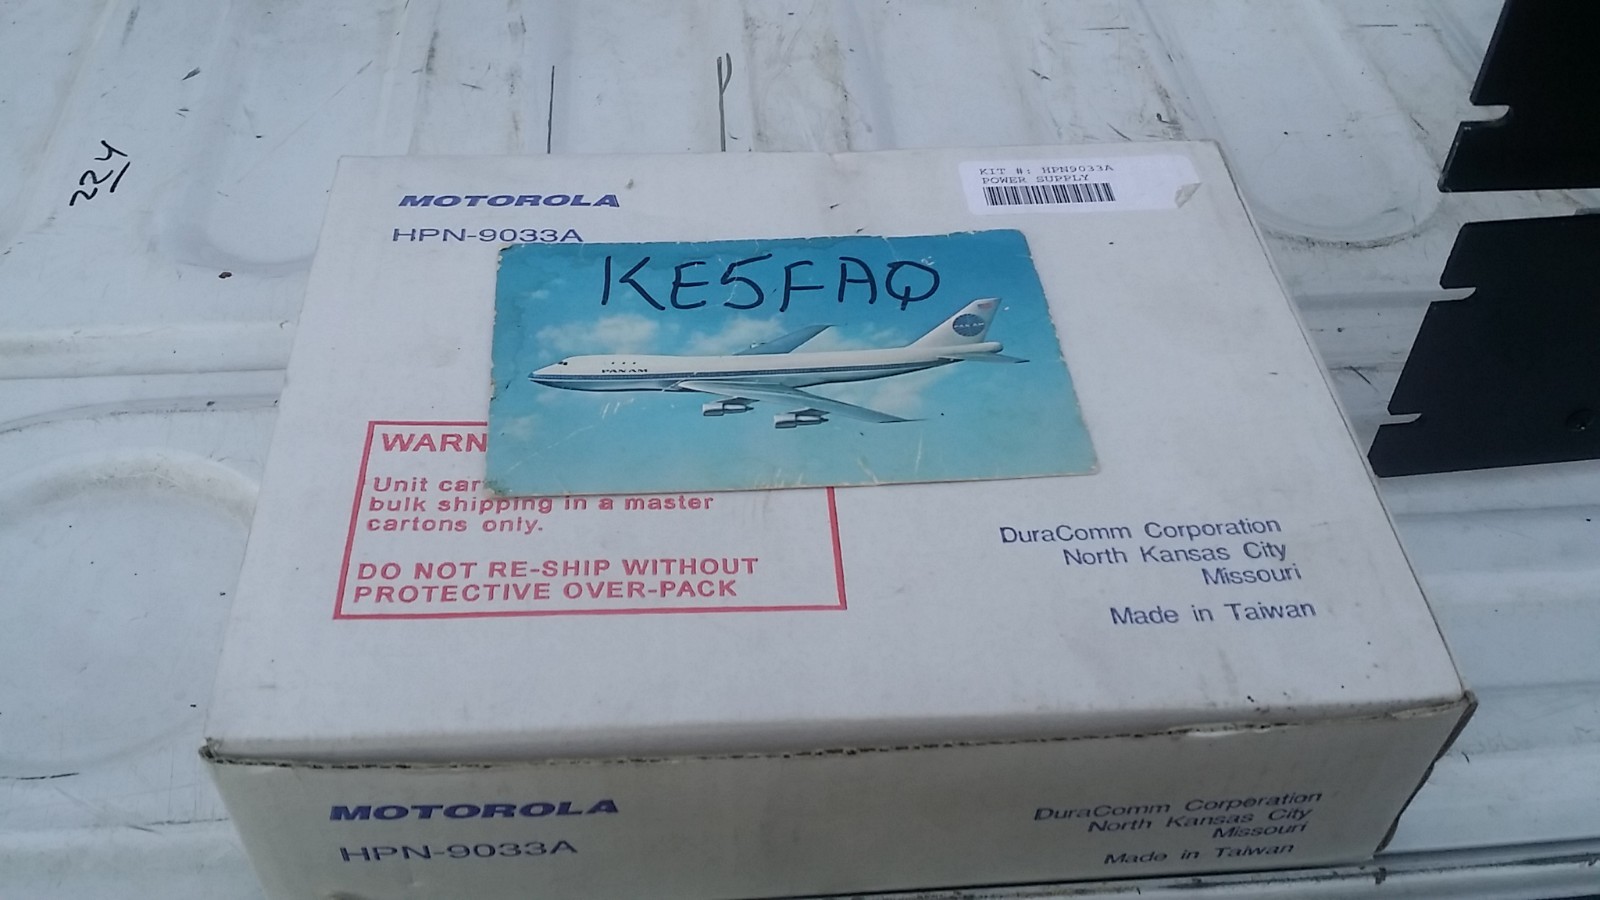 224
MOTOROLA
HPN-9033A
KIT #: HPN9033A
POWER SUPPLY
KE5FAQ
PAN AM
PAN AM
WARN
Unit car
bulk shipping in a master
cartons only.
DO NOT RE-SHIP WITHOUT
PROTECTIVE OVER-PACK
DuraComm Corporation
North Kansas City
Missouri
Made in Taiwan
MOTOROLA
HPN-9033A
DuraComm Corporation
North Kansas City
Missouri
Made in Taiwan